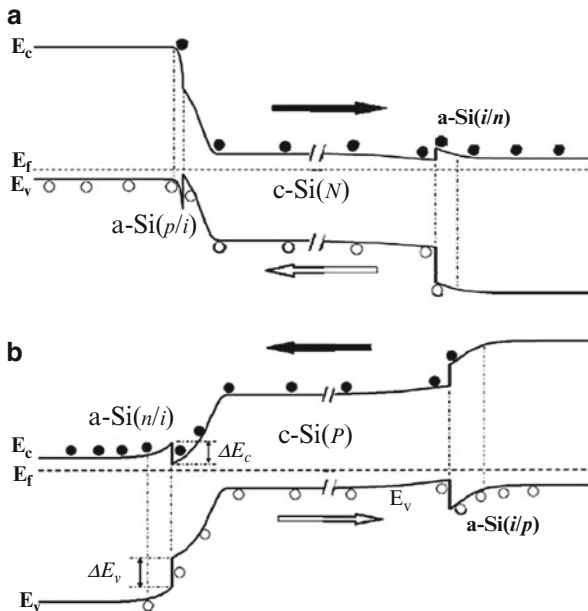 a
E_c
a-Si(i/n)
E_f
E_v
c-Si(N)
a-Si(p/i)
b
a-Si(n/i)
c-Si(P)
E_c
ΔE_c
E_f
E_v
a-Si(i/p)
ΔE_v
E_v